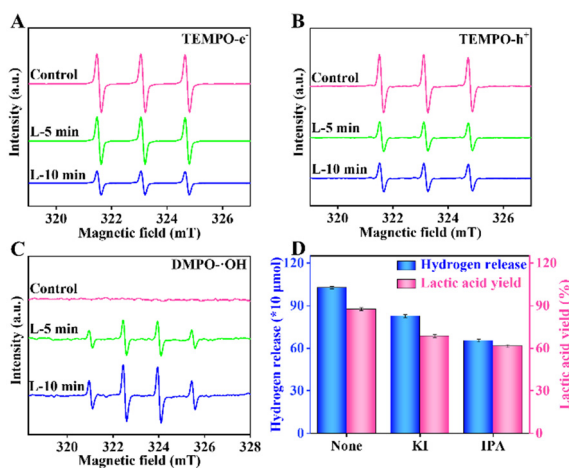 A
TEMPO-e-
Control
L-5 min
L-10 min
Intensity (a.u.)
320 322 324 326
Magnetic field (mT)
B
TEMPO-h+
Control
L-5 min
L-10 min
Intensity (a.u.)
320 322 324 326
Magnetic field (mT)
C
DMPO-·OH
Control
L-5 min
L-10 min
Intensity (a.u.)
320 322 324 326 328
Magnetic field (mT)
D
Hydrogen release
Lactic acid yield
Hydrogen release (*10 μmol)
120
90
60
30
0
None KI IPA
120
90
60
30
0
Lactic acid yield (%)